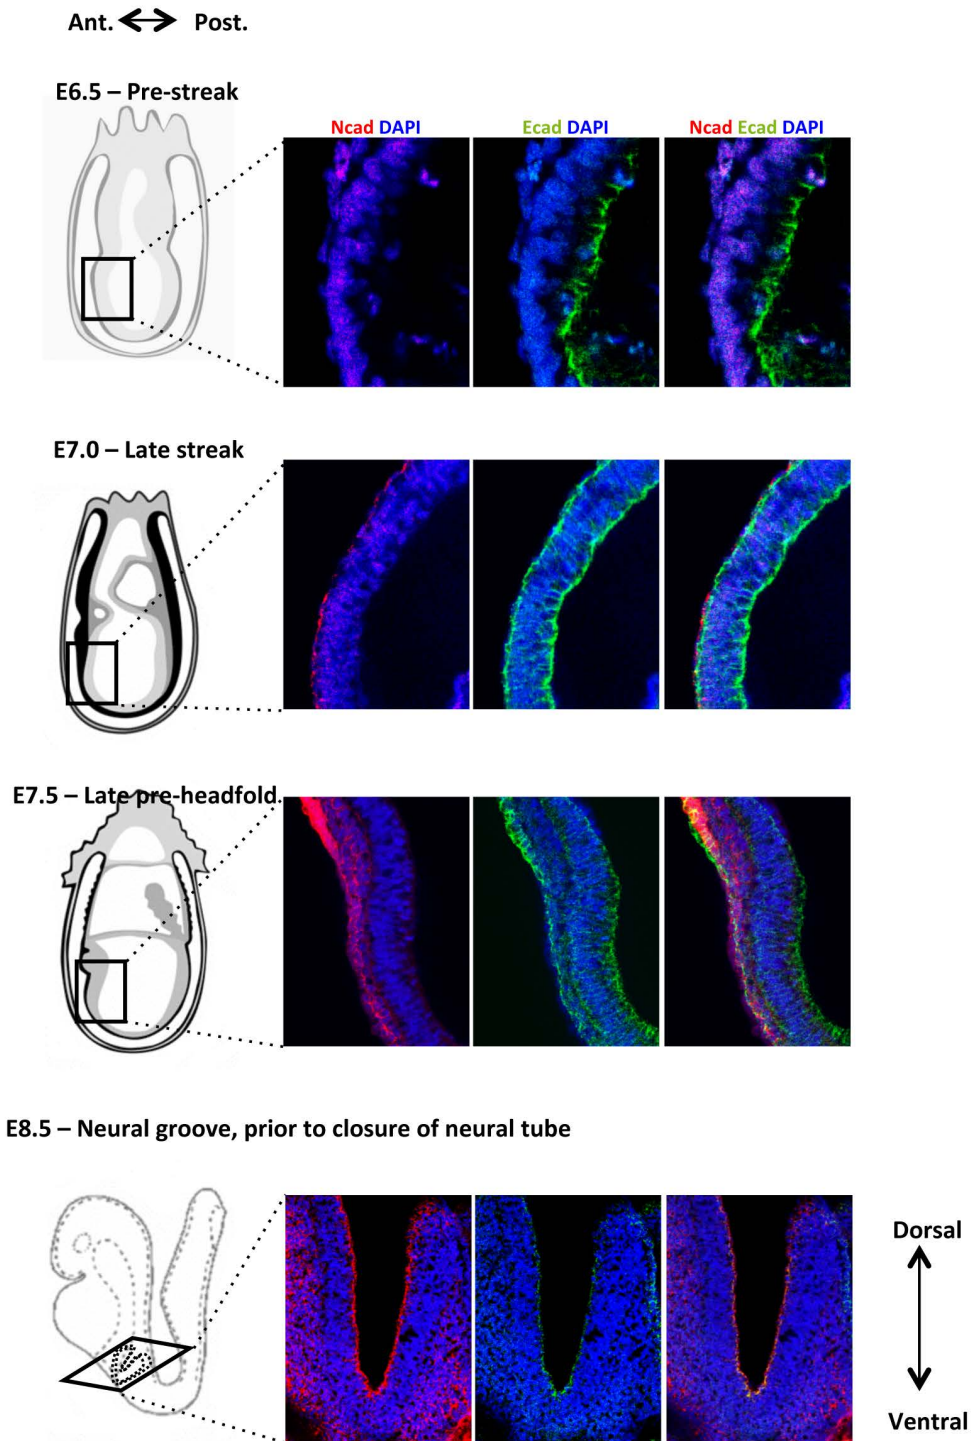 Ant. Post.
E6.5 – Pre-streak
Ncad DAPI Ecad DAPI Ncad Ecad DAPI
E7.0 – Late streak
E7.5 – Late pre-headfold
E8.5 – Neural groove, prior to closure of neural tube
Dorsal
Ventral